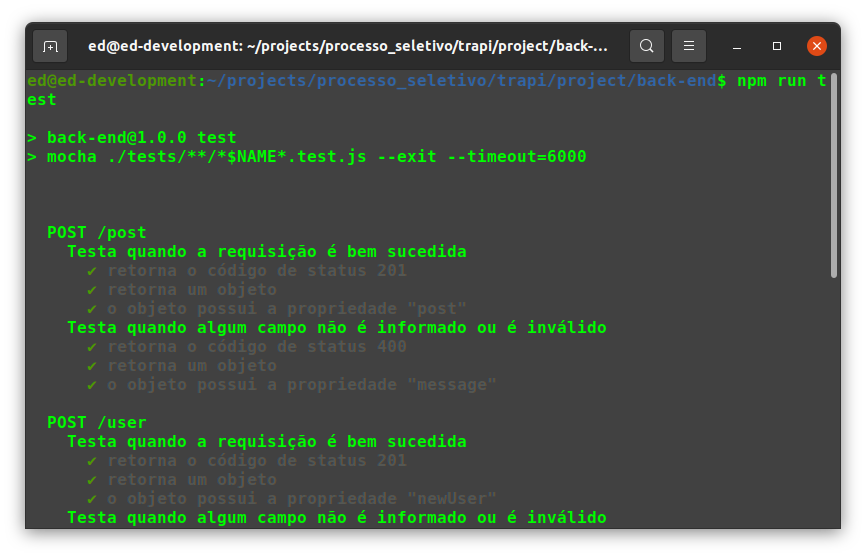 ed@ed-development: ~/projects/processo_seletivo/trapi/project/back-...
ed@ed-development:~/projects/processo_seletivo/trapi/project/back-end$ npm run t
est
> back-end@1.0.0 test
> mocha ./tests/**/*$NAME*.test.js --exit --timeout=6000
POST /post
Testa quando a requisição é bem sucedida
✔ retorna o código de status 201
✔ retorna um objeto
✔ o objeto possui a propriedade "post"
Testa quando algum campo não é informado ou é inválido
✔ retorna o código de status 400
✔ retorna um objeto
✔ o objeto possui a propriedade "message"
POST /user
Testa quando a requisição é bem sucedida
✔ retorna o código de status 201
✔ retorna um objeto
✔ o objeto possui a propriedade "newUser"
Testa quando algum campo não é informado ou é inválido